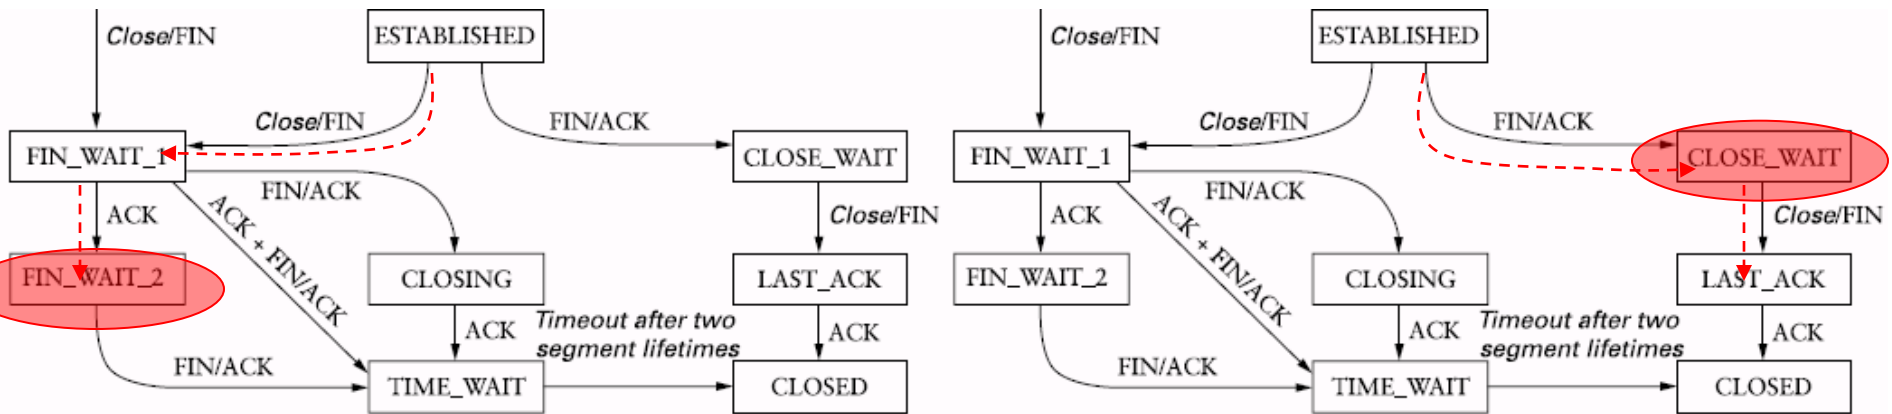 Close/FIN
ESTABLISHED
Close/FIN
FIN/ACK
FIN_WAIT_1
CLOSE_WAIT
FIN/ACK
ACK
ACK + FIN/ACK
Close/FIN
FIN_WAIT_2
CLOSING
LAST_ACK
ACK
Timeout after two
segment lifetimes
ACK
FIN/ACK
TIME_WAIT
CLOSED
Close/FIN
ESTABLISHED
Close/FIN
FIN/ACK
FIN_WAIT_1
CLOSE_WAIT
FIN/ACK
ACK
ACK + FIN/ACK
Close/FIN
FIN_WAIT_2
CLOSING
LAST_ACK
ACK
Timeout after two
segment lifetimes
ACK
FIN/ACK
TIME_WAIT
CLOSED